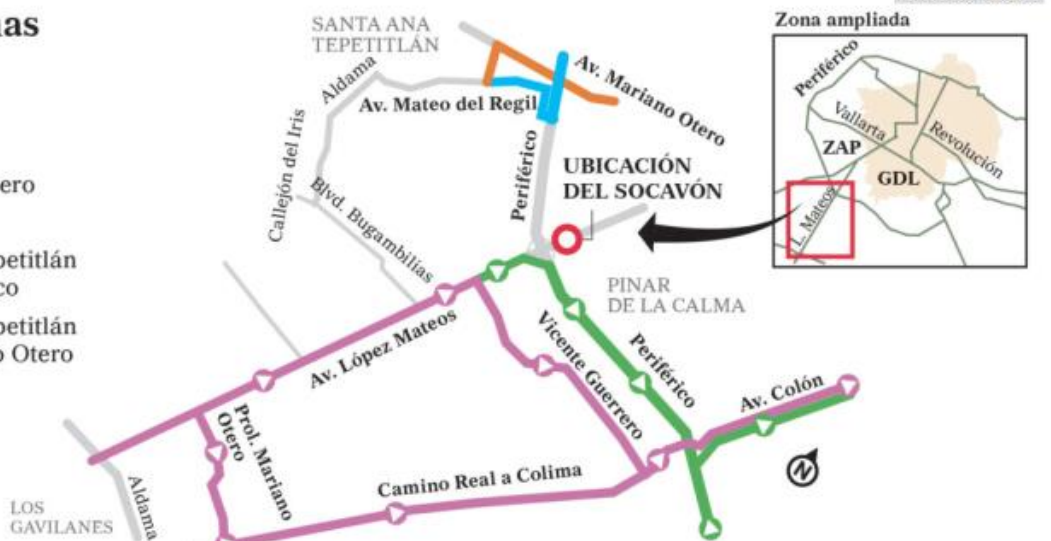 as
ero
petitlán
co
petitlán
o Otero
SANTA ANA
TEPETITLÁN
Aldama
Av. Mateo del Regil
Av. Mariano Otero
Callejón del Iris
Periférico
Blvd. Bugambilías
UBICACIÓN
DEL SOCAVÓN
PINAR
DE LA CALMA
Av. López Mateos
Vicente Guerrero
Periférico
Av. Colón
Prol. Mariano
Otero
Camino Real a Colima
LOS
GAVILANES
Aldama
N
Zona ampliada
Periférico
Vallarta
Revolución
ZAP
GDL
L. Mateos